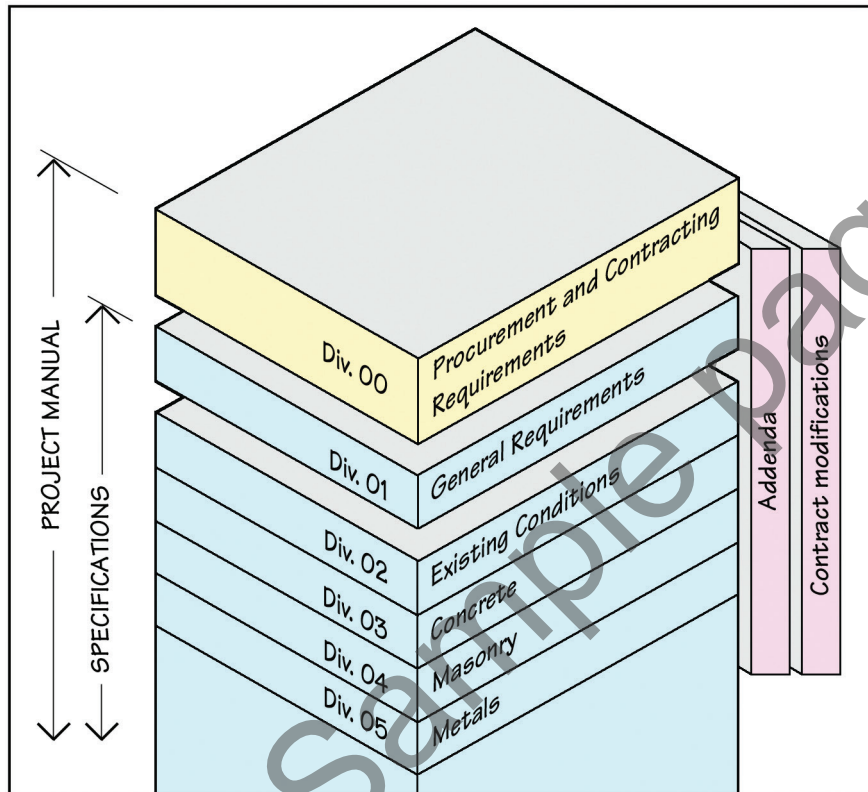 PROJECT MANUAL
SPECIFICATIONS
Div. 00
Procurement and Contracting
Requirements
Div. 01
General Requirements
Div. 02
Existing Conditions
Div. 03
Concrete
Div. 04
Masonry
Div. 05
Metals
Addenda
Contract modifications
Sample pag